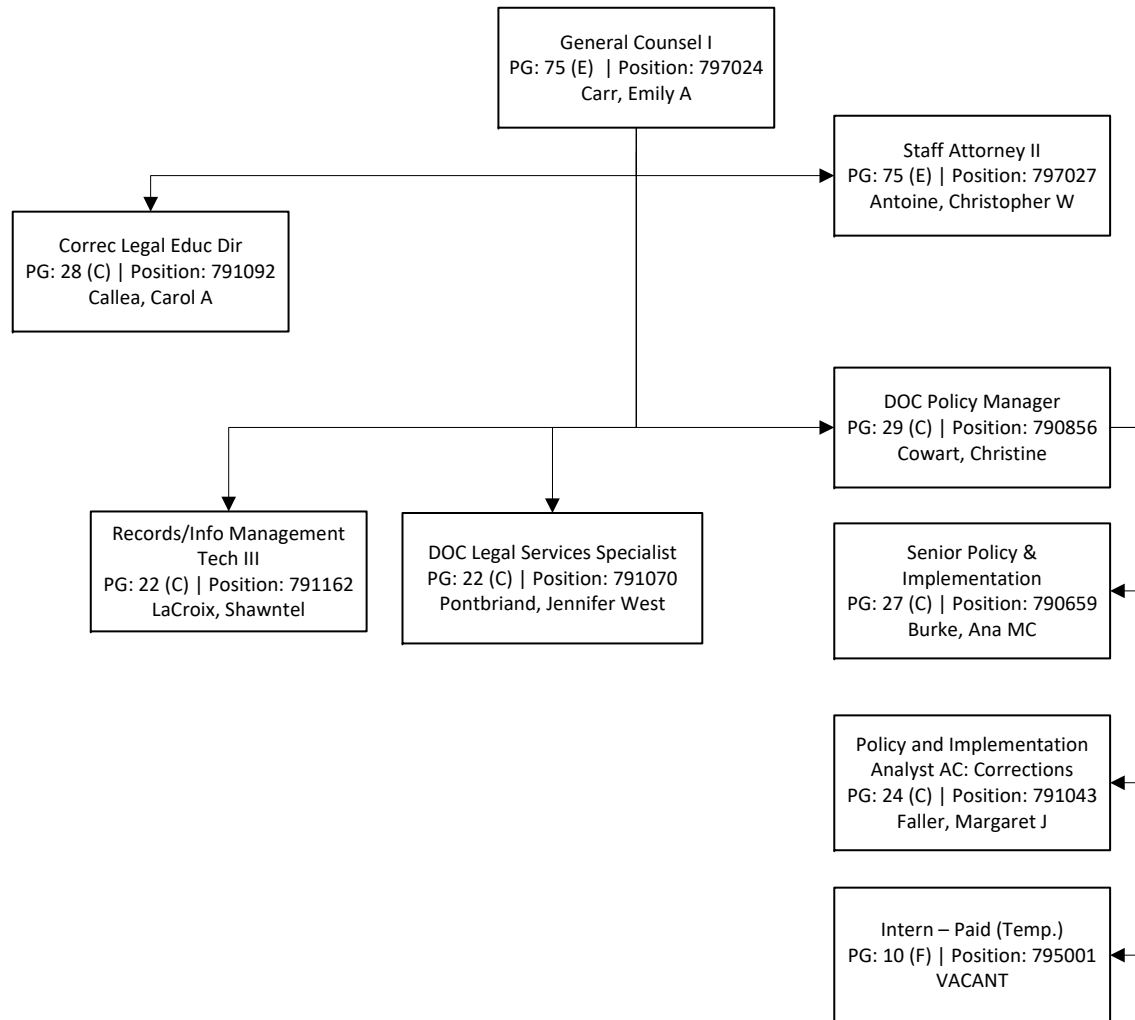 General Counsel I
PG: 75 (E) | Position: 797024
Carr, Emily A
Staff Attorney II
PG: 75 (E) | Position: 797027
Antoine, Christopher W
Correc Legal Educ Dir
PG: 28 (C) | Position: 791092
Callea, Carol A
DOC Policy Manager
PG: 29 (C) | Position: 790856
Cowart, Christine
Records/Info Management
Tech III
PG: 22 (C) | Position: 791162
LaCroix, Shawntel
DOC Legal Services Specialist
PG: 22 (C) | Position: 791070
Pontbriand, Jennifer West
Senior Policy &
Implementation
PG: 27 (C) | Position: 790659
Burke, Ana MC
Policy and Implementation
Analyst AC: Corrections
PG: 24 (C) | Position: 791043
Faller, Margaret J
Intern – Paid (Temp.)
PG: 10 (F) | Position: 795001
VACANT